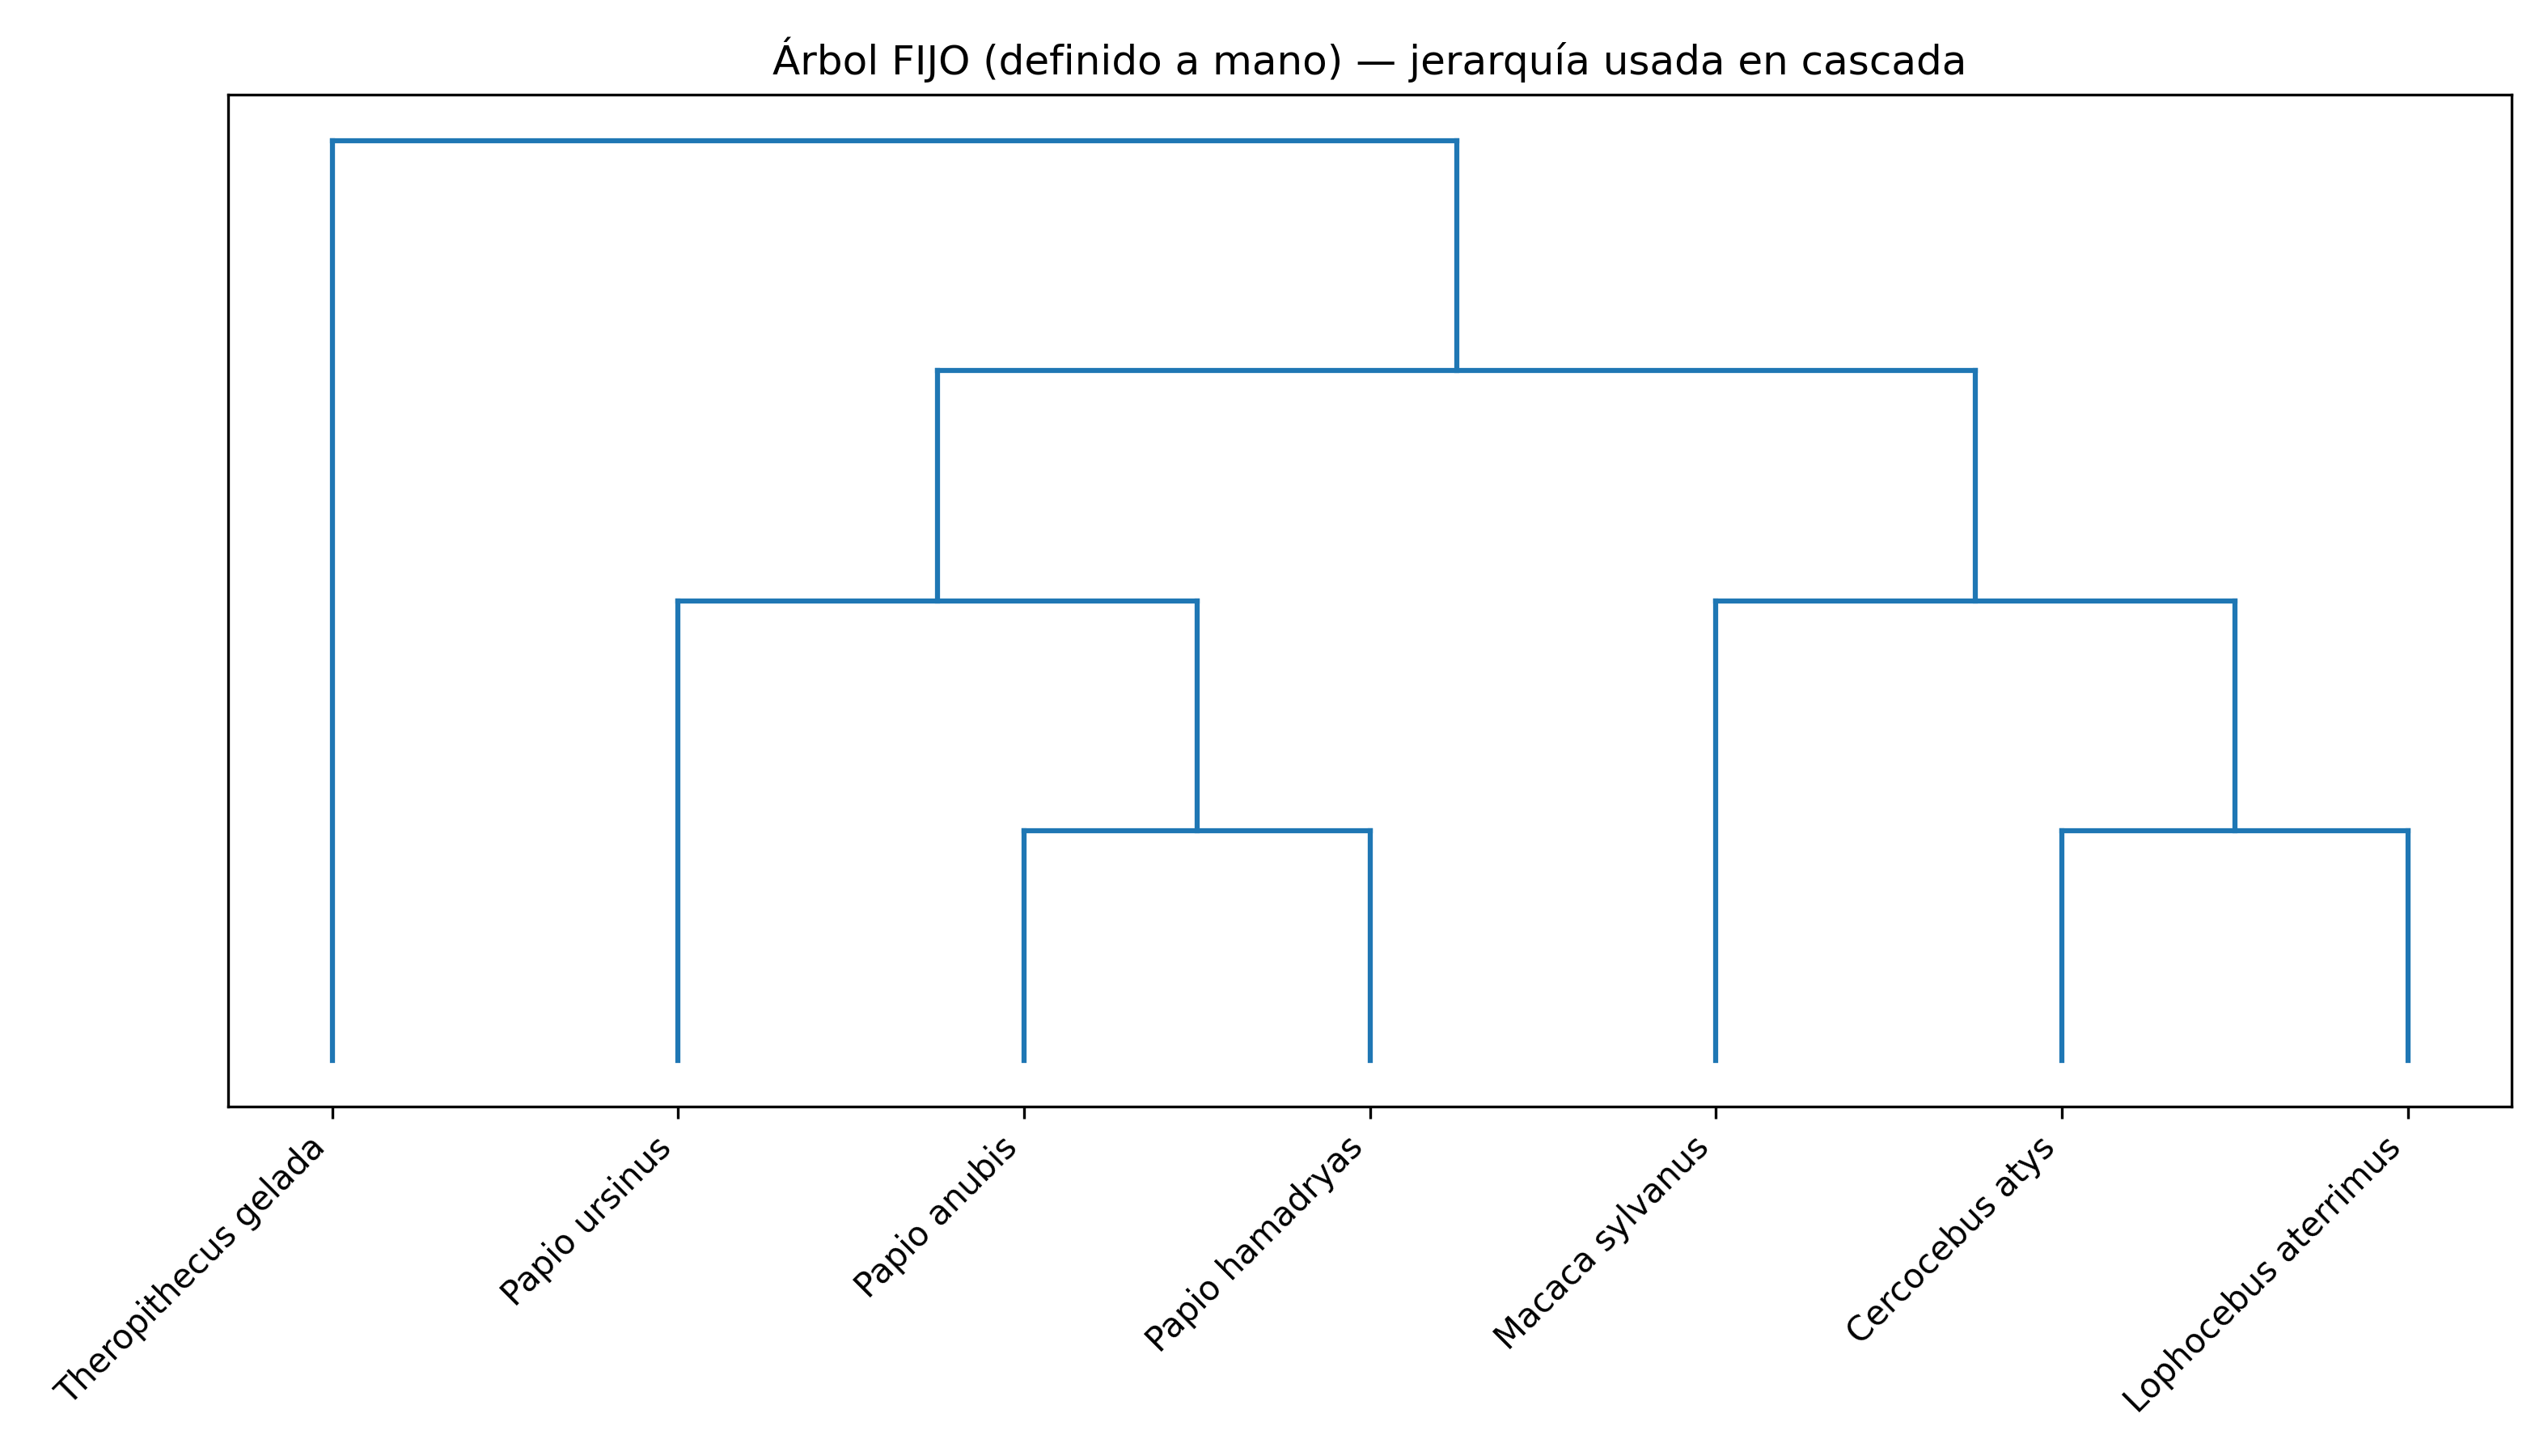 Árbol FIJO (definido a mano) — jerarquía usada en cascada
Theropithecus gelada
Papio ursinus
Papio anubis
Papio hamadryas
Macaca sylvanus
Cercocebus atys
Lophocebus aterrimus